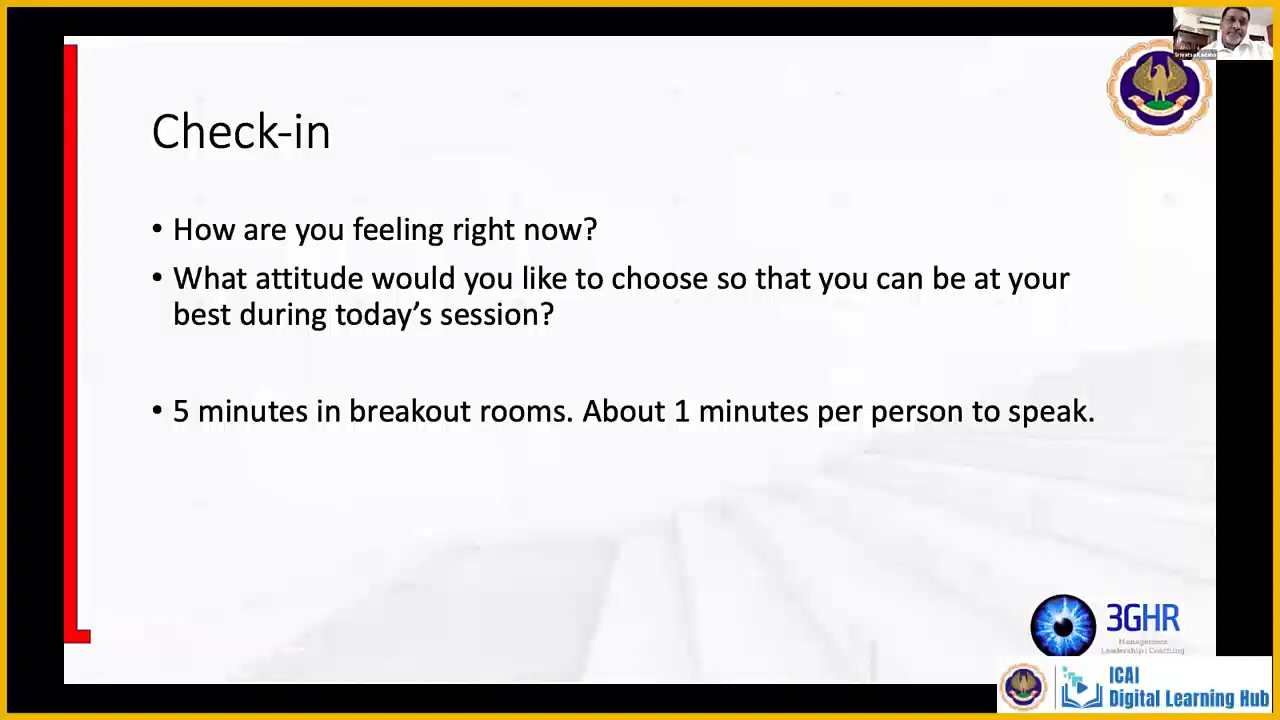 Check-in
• How are you feeling right now?
• What attitude would you like to choose so that you can be at your
best during today's session?
• 5 minutes in breakout rooms. About 1 minutes per person to speak.
3GHR
Management
Leadership | Coaching
ICAI
Digital Learning Hub